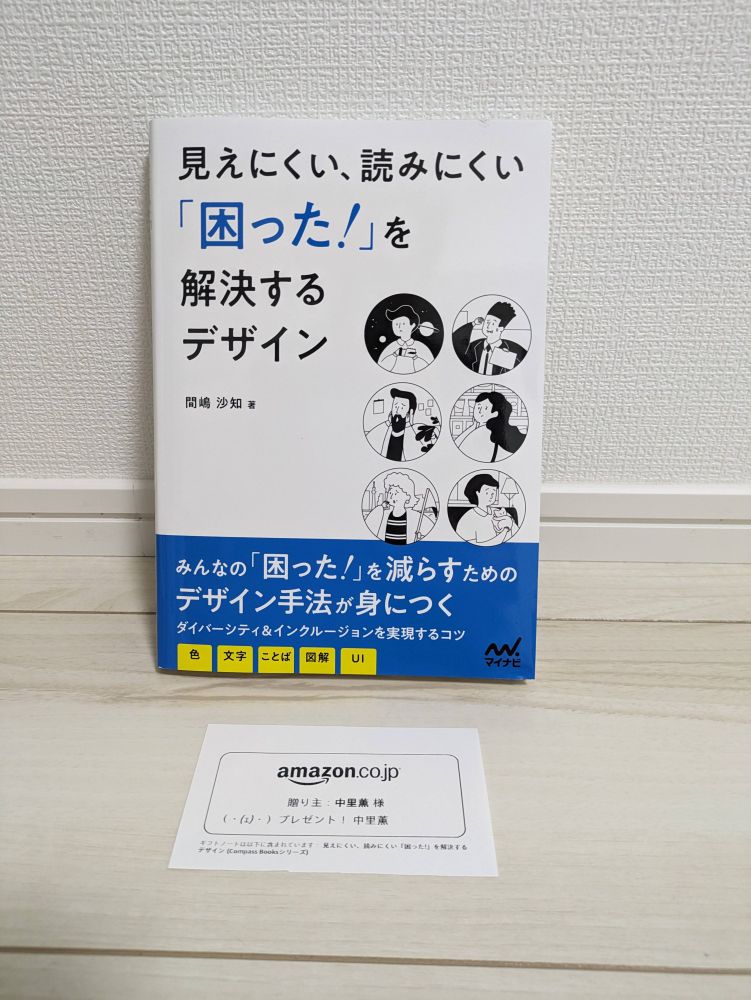 見えにくい、読みにくい
「困った！」を
解決する
デザイン
間嶋 沙知 著
みんなの「困った！」を減らすための
デザイン手法が身につく
ダイバーシティ&インクルージョンを実現するコツ
色 文字 ことば 図解 UI
マイナビ
amazon.co.jp
贈り主：中里薫 様
(・(ｪ)・) プレゼント！ 中里薫
ギフトノートは以下に含まれています： 見えにくい、読みにくい「困った!」を解決する
デザイン (Compass Booksシリーズ)